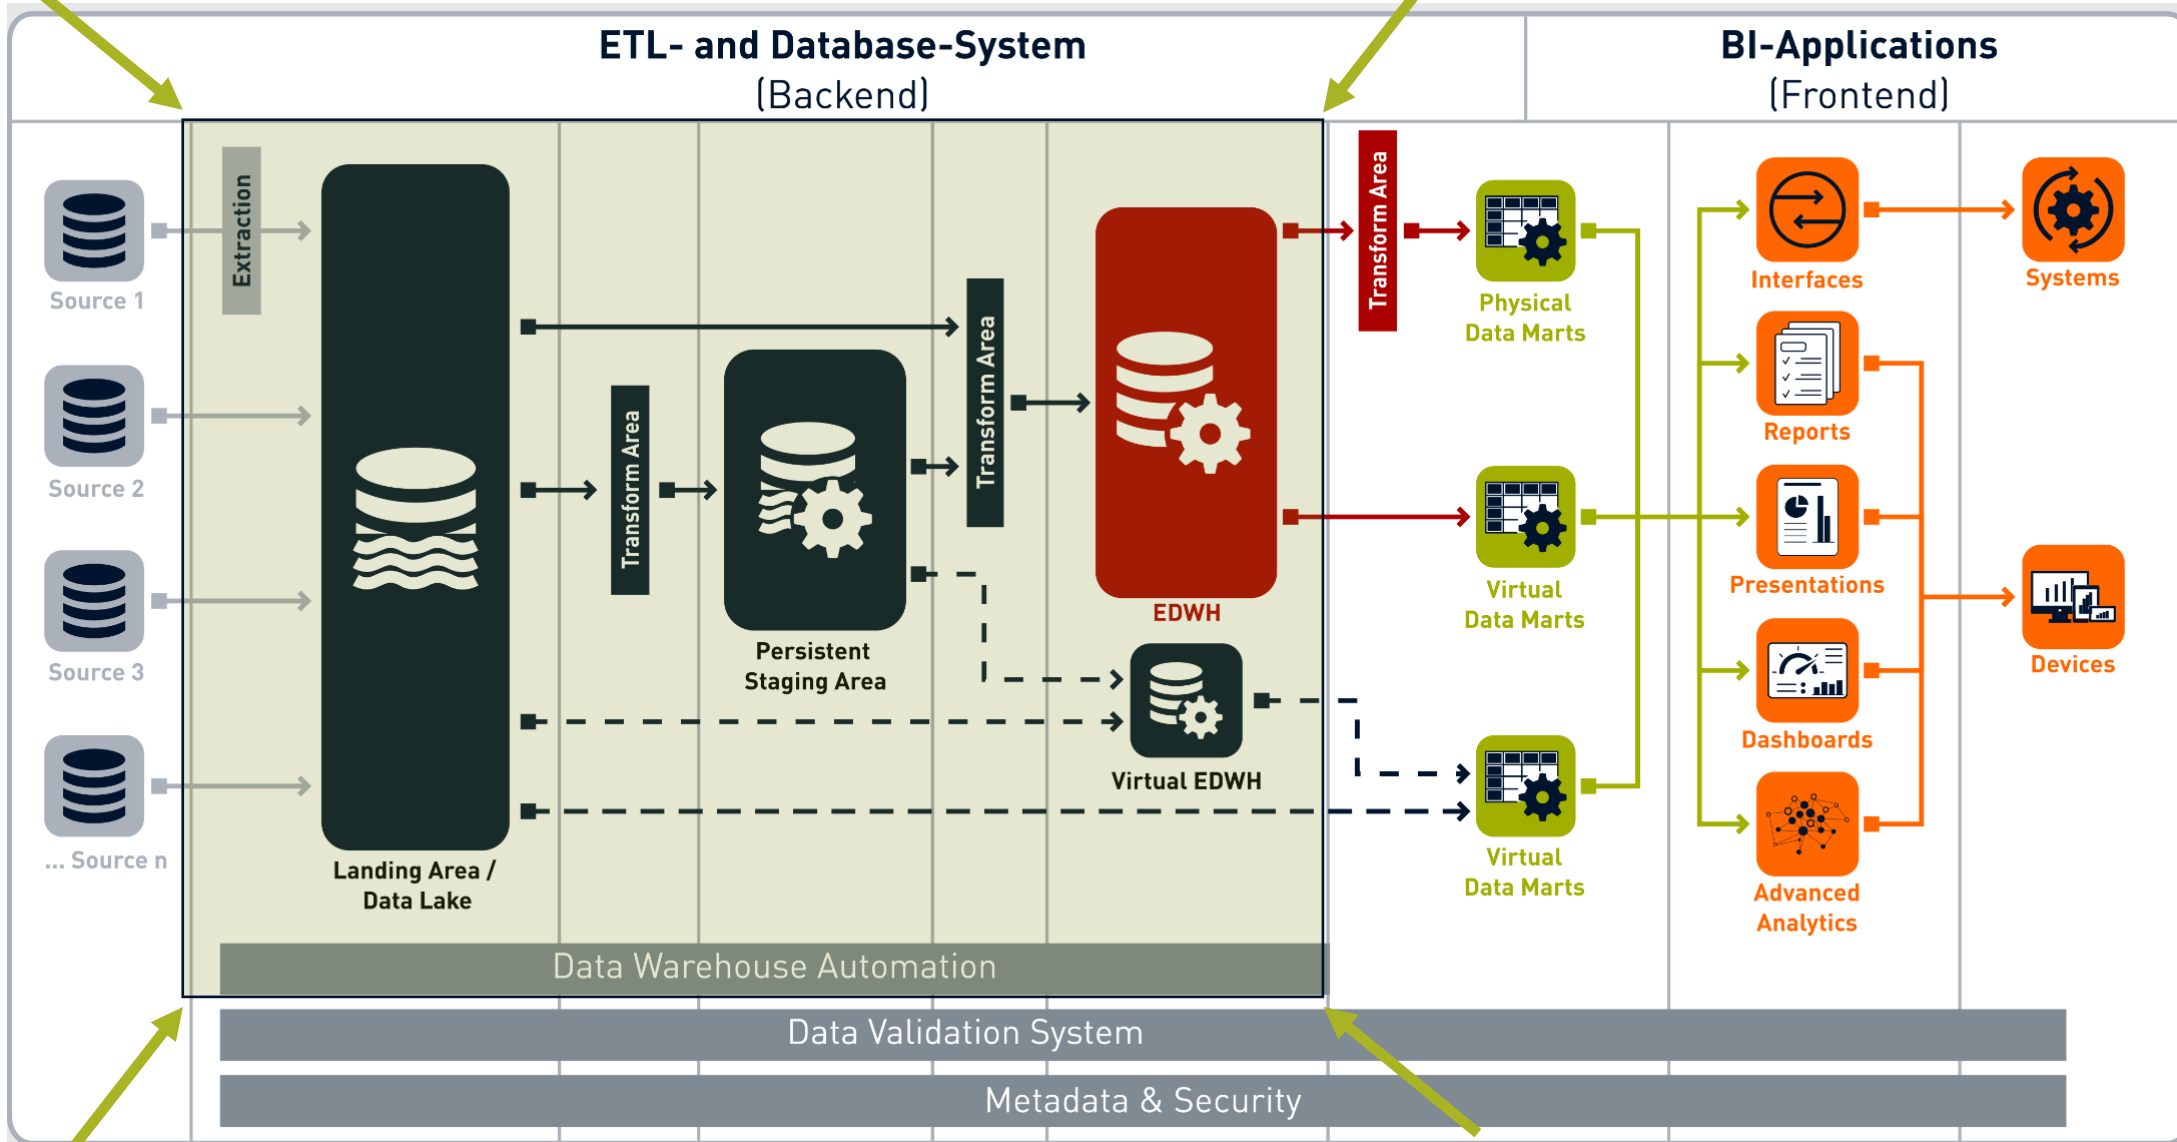 ETL- and Database-System
(Backend)
BI-Applications
(Frontend)
Extraction
Source 1
Source 2
Source 3
... Source n
Landing Area /
Data Lake
Transform Area
Persistent
Staging Area
Transform Area
EDWH
Virtual EDWH
Transform Area
Physical
Data Marts
Virtual
Data Marts
Virtual
Data Marts
Interfaces
Reports
Presentations
Dashboards
Advanced
Analytics
Systems
Devices
Data Warehouse Automation
Data Validation System
Metadata & Security